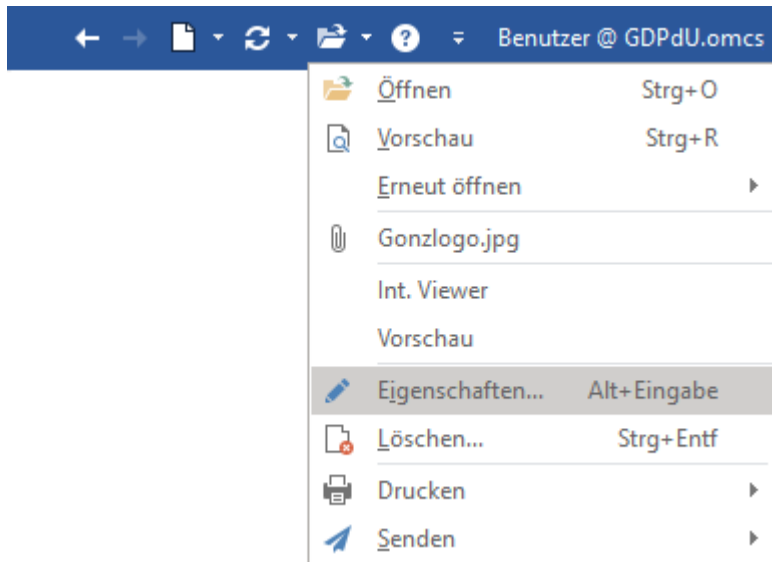 Benutzer @ GDPdU.omcs
Öffnen Strg+O
Vorschau Strg+R
Erneut öffnen
Gonzlogo.jpg
Int. Viewer
Vorschau
Eigenschaften... Alt+Eingabe
Löschen... Strg+Entf
Drucken
Senden